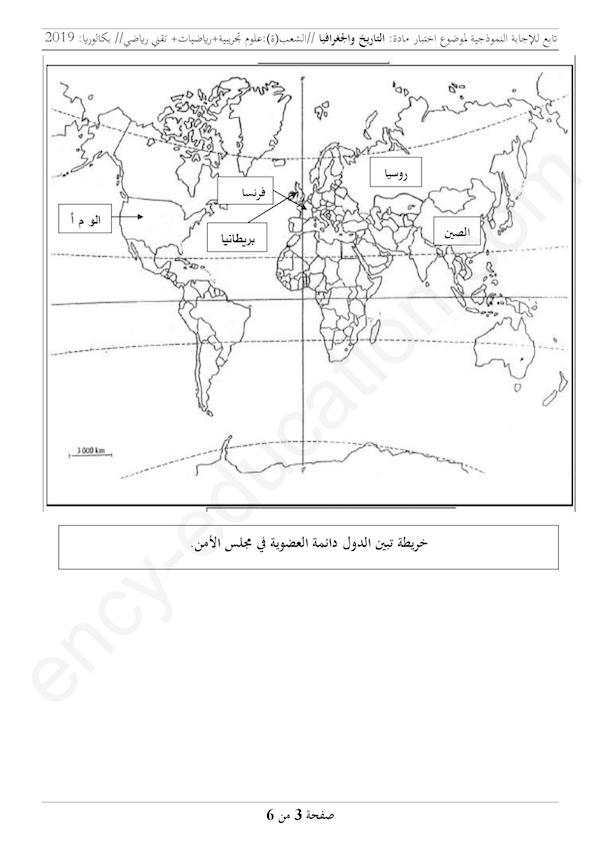 تابع للإجابة النموذجية لموضوع اختبار مادة: التاريخ والجغرافيا //الشعب(ة):علوم تجريبية+رياضيات+ تقني رياضي// بكالوريا: 2019
روسيا
فرنسا
الو م أ
بريطانيا
الصين
3 000 km
خريطة تبين الدول دائمة العضوية في مجلس الأمن.
صفحة 3 من 6
ency-education.com